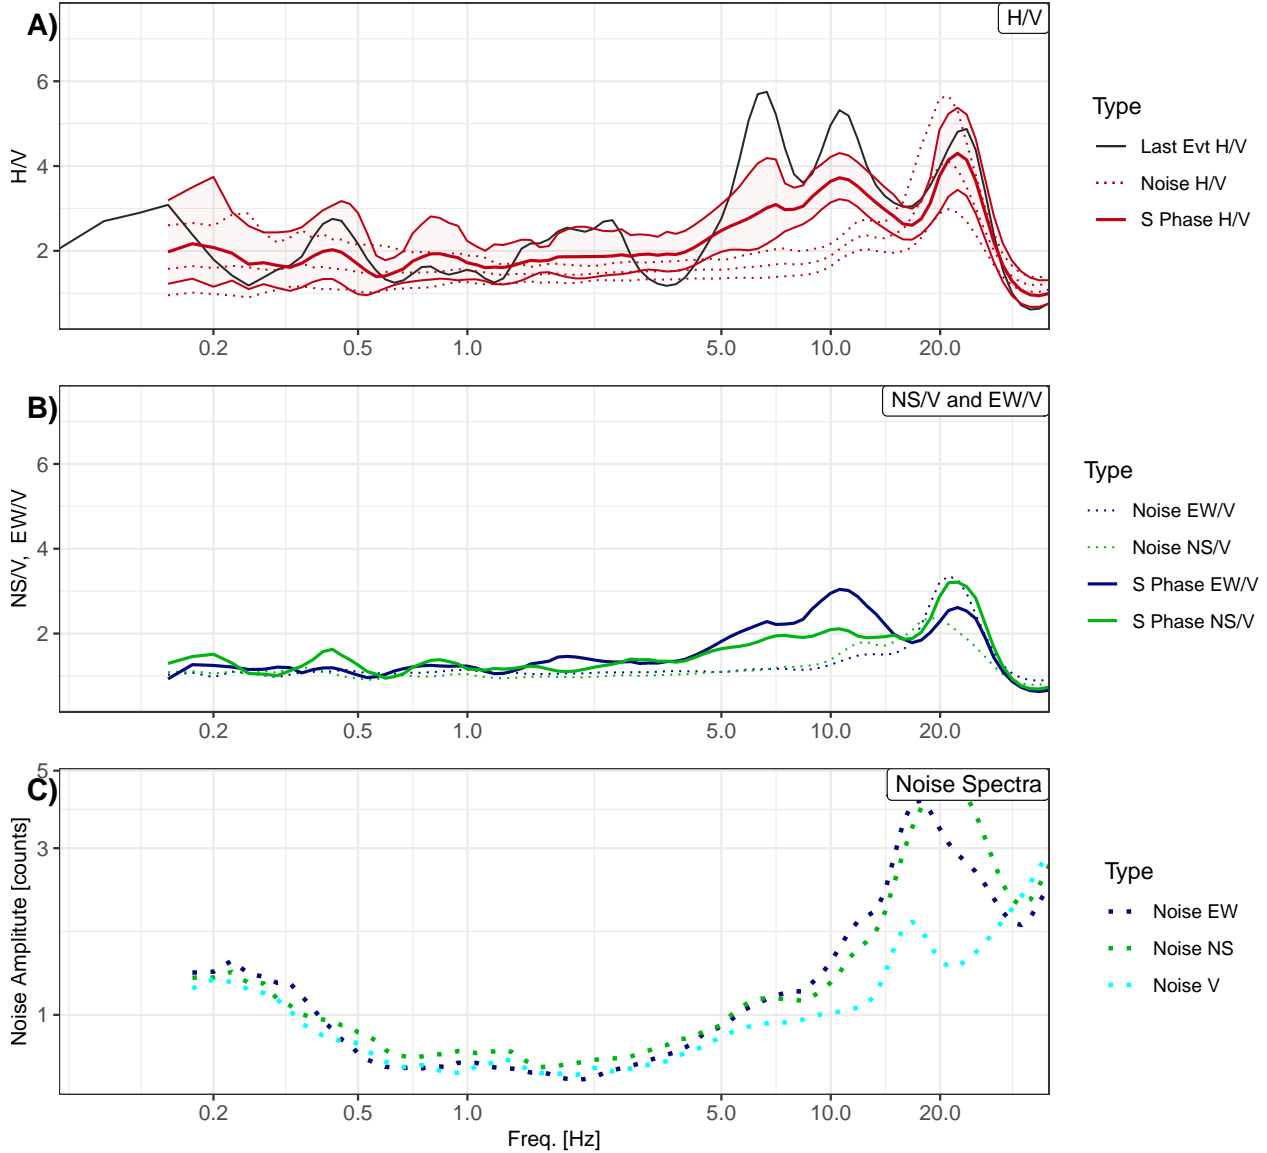 A)
H/V
6
4
2
H/V
0.2 0.5 1.0 5.0 10.0 20.0
Type
Last Evt H/V
Noise H/V
S Phase H/V
B)
NS/V and EW/V
6
4
2
NS/V, EW/V
0.2 0.5 1.0 5.0 10.0 20.0
Type
Noise EW/V
Noise NS/V
S Phase EW/V
S Phase NS/V
C)
Noise Spectra
5
3
1
Noise Amplitude [counts]
0.2 0.5 1.0 5.0 10.0 20.0
Freq. [Hz]
Type
Noise EW
Noise NS
Noise V